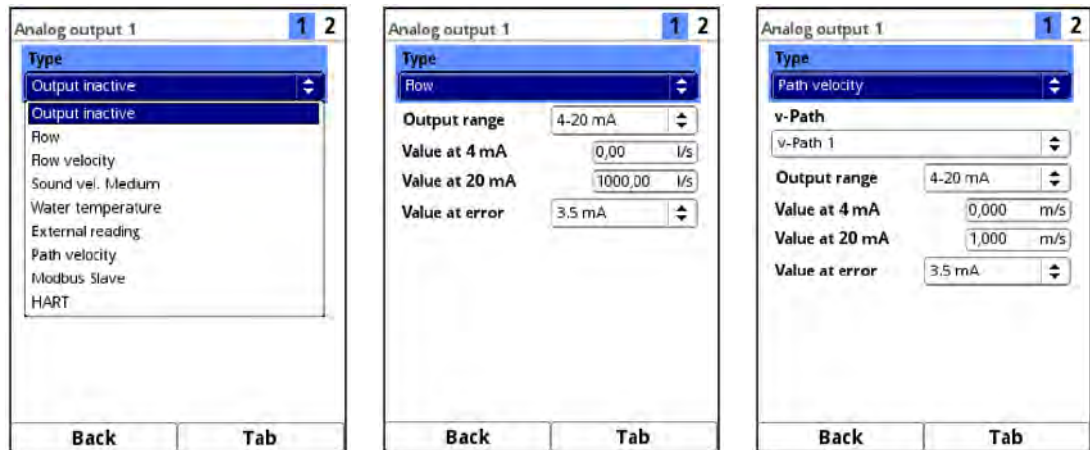 Analog output 1 1 2
Type
Output inactive
Output inactive
Flow
Flow velocity
Sound vel. Medium
Water temperature
External reading
Path velocity
Modbus Slave
HART
Back Tab
Analog output 1 1 2
Type
Flow
Output range 4-20 mA
Value at 4 mA 0,00 l/s
Value at 20 mA 1000,00 l/s
Value at error 3.5 mA
Back Tab
Analog output 1 1 2
Type
Path velocity
v-Path
v-Path 1
Output range 4-20 mA
Value at 4 mA 0,000 m/s
Value at 20 mA 1,000 m/s
Value at error 3.5 mA
Back Tab